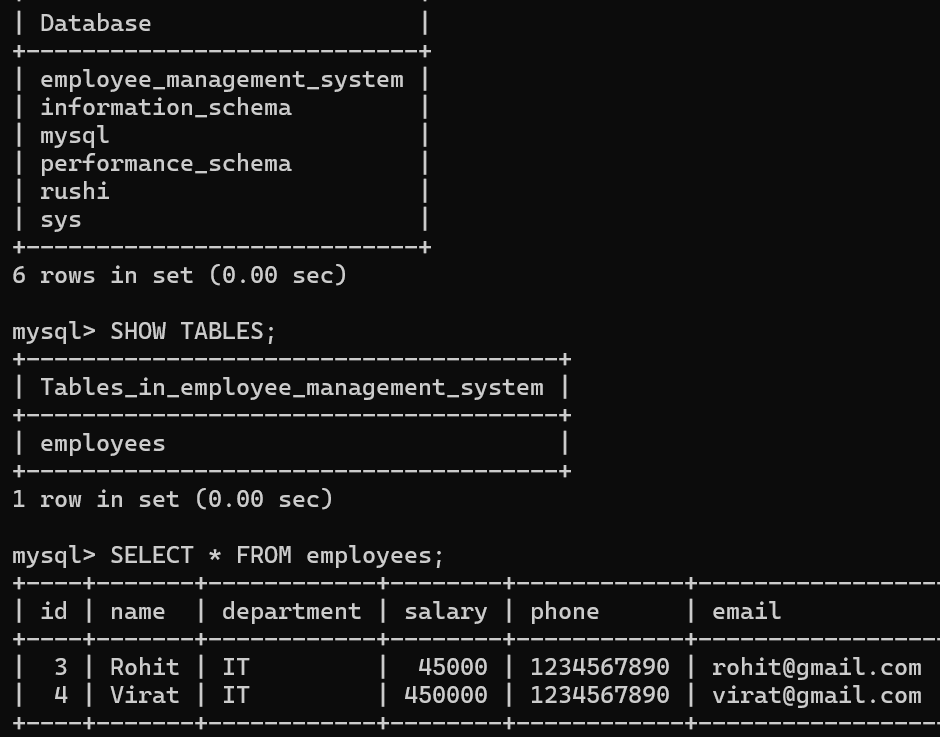 | Database                   |
+----------------------------+
| employee_management_system |
| information_schema         |
| mysql                      |
| performance_schema         |
| rushi                      |
| sys                        |
+----------------------------+
6 rows in set (0.00 sec)

mysql> SHOW TABLES;
+--------------------------------------+
| Tables_in_employee_management_system |
+--------------------------------------+
| employees                            |
+--------------------------------------+
1 row in set (0.00 sec)

mysql> SELECT * FROM employees;
+----+-------+------------+--------+------------+-----------------
| id | name  | department | salary | phone      | email
+----+-------+------------+--------+------------+-----------------
|  3 | Rohit | IT         |  45000 | 1234567890 | rohit@gmail.com
|  4 | Virat | IT         | 450000 | 1234567890 | virat@gmail.com
+----+-------+------------+--------+------------+-----------------